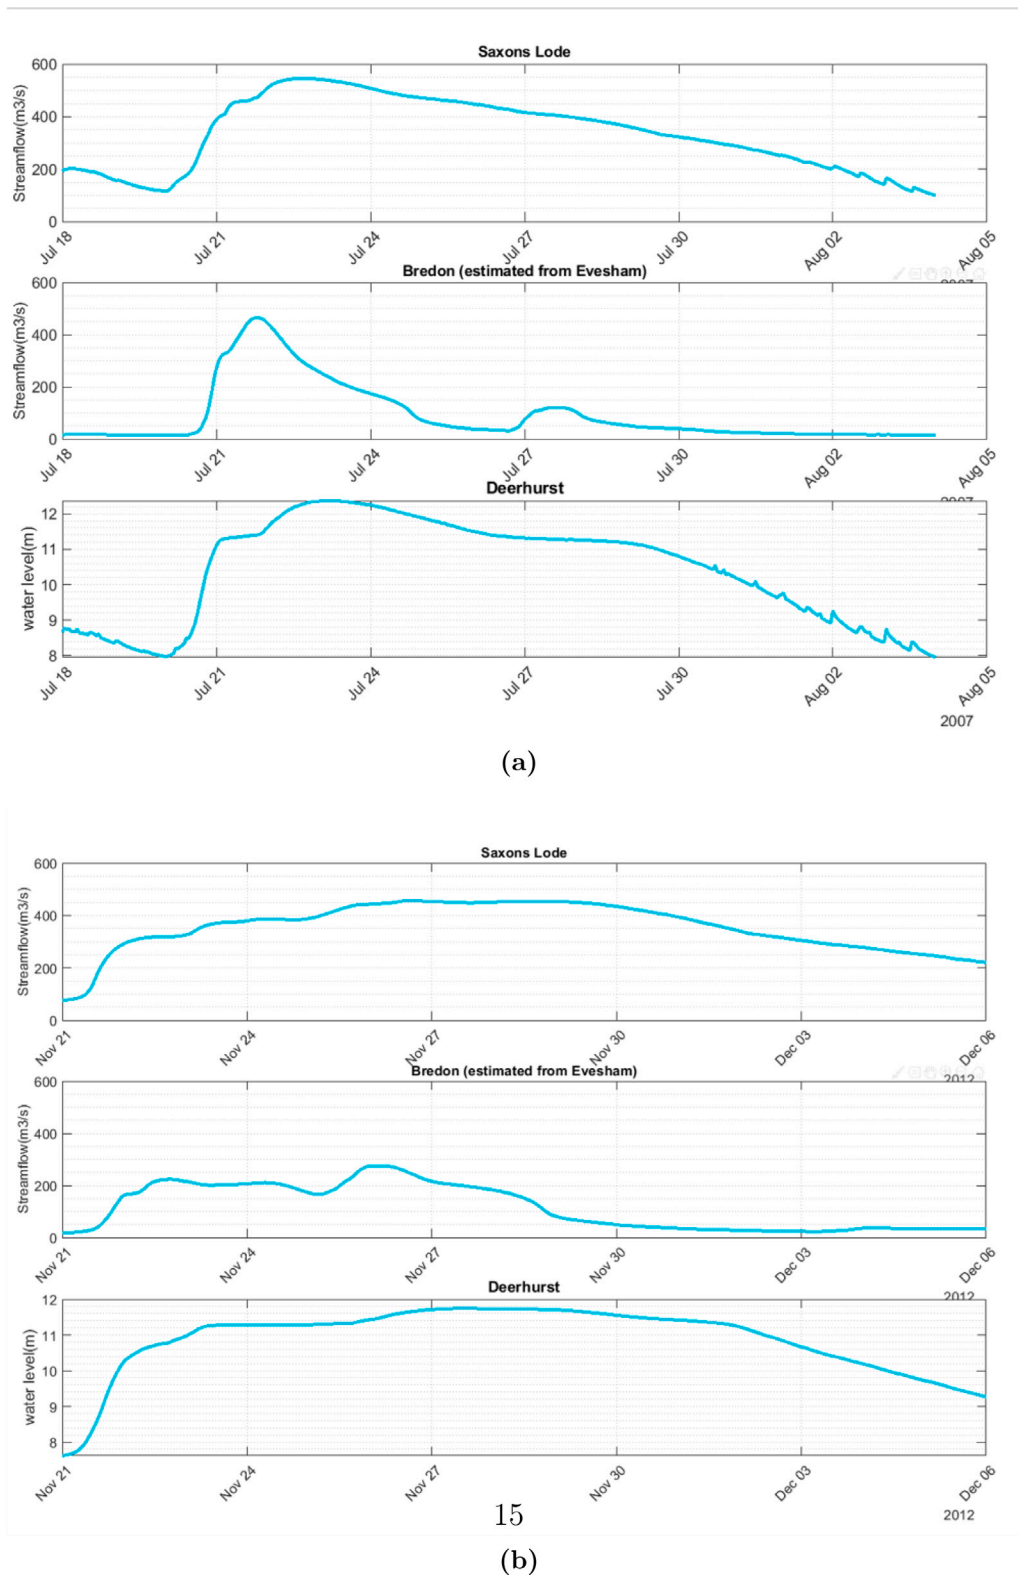 Saxons Lode
Streamflow(m3/s)
600
400
200
0
Jul 18
Jul 21
Jul 24
Jul 27
Jul 30
Aug 02
Aug 05
Bredon (estimated from Evesham)
Streamflow(m3/s)
600
400
200
0
Jul 18
Jul 21
Jul 24
Jul 27
Jul 30
Aug 02
Aug 05
Deerhurst
water level(m)
12
11
10
9
8
Jul 18
Jul 21
Jul 24
Jul 27
Jul 30
Aug 02
Aug 05
2007
(a)
Saxons Lode
Streamflow(m3/s)
600
400
200
0
Nov 21
Nov 24
Nov 27
Nov 30
Dec 03
Dec 06
2012
Bredon (estimated from Evesham)
Streamflow(m3/s)
600
400
200
0
Nov 21
Nov 24
Nov 27
Nov 30
Dec 03
Dec 06
2012
Deerhurst
water level(m)
12
11
10
9
8
Nov 21
Nov 24
Nov 27
Nov 30
Dec 03
Dec 06
2012
15
(b)